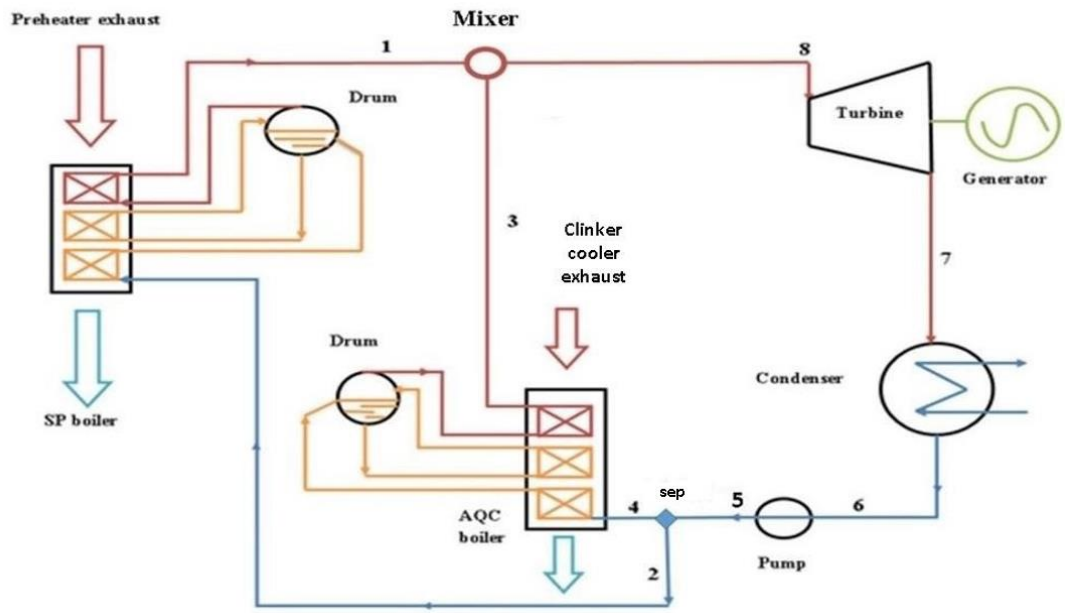 Preheater exhaust
Mixer
1
8
Drum
Turbine
Generator
3
Clinker
cooler
exhaust
7
Drum
Condenser
SP boiler
sep
4
5
6
AQC
boiler
Pump
2